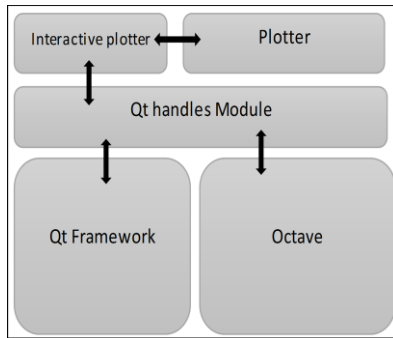 Interactive plotter
Plotter
Qt handles Module
Qt Framework
Octave